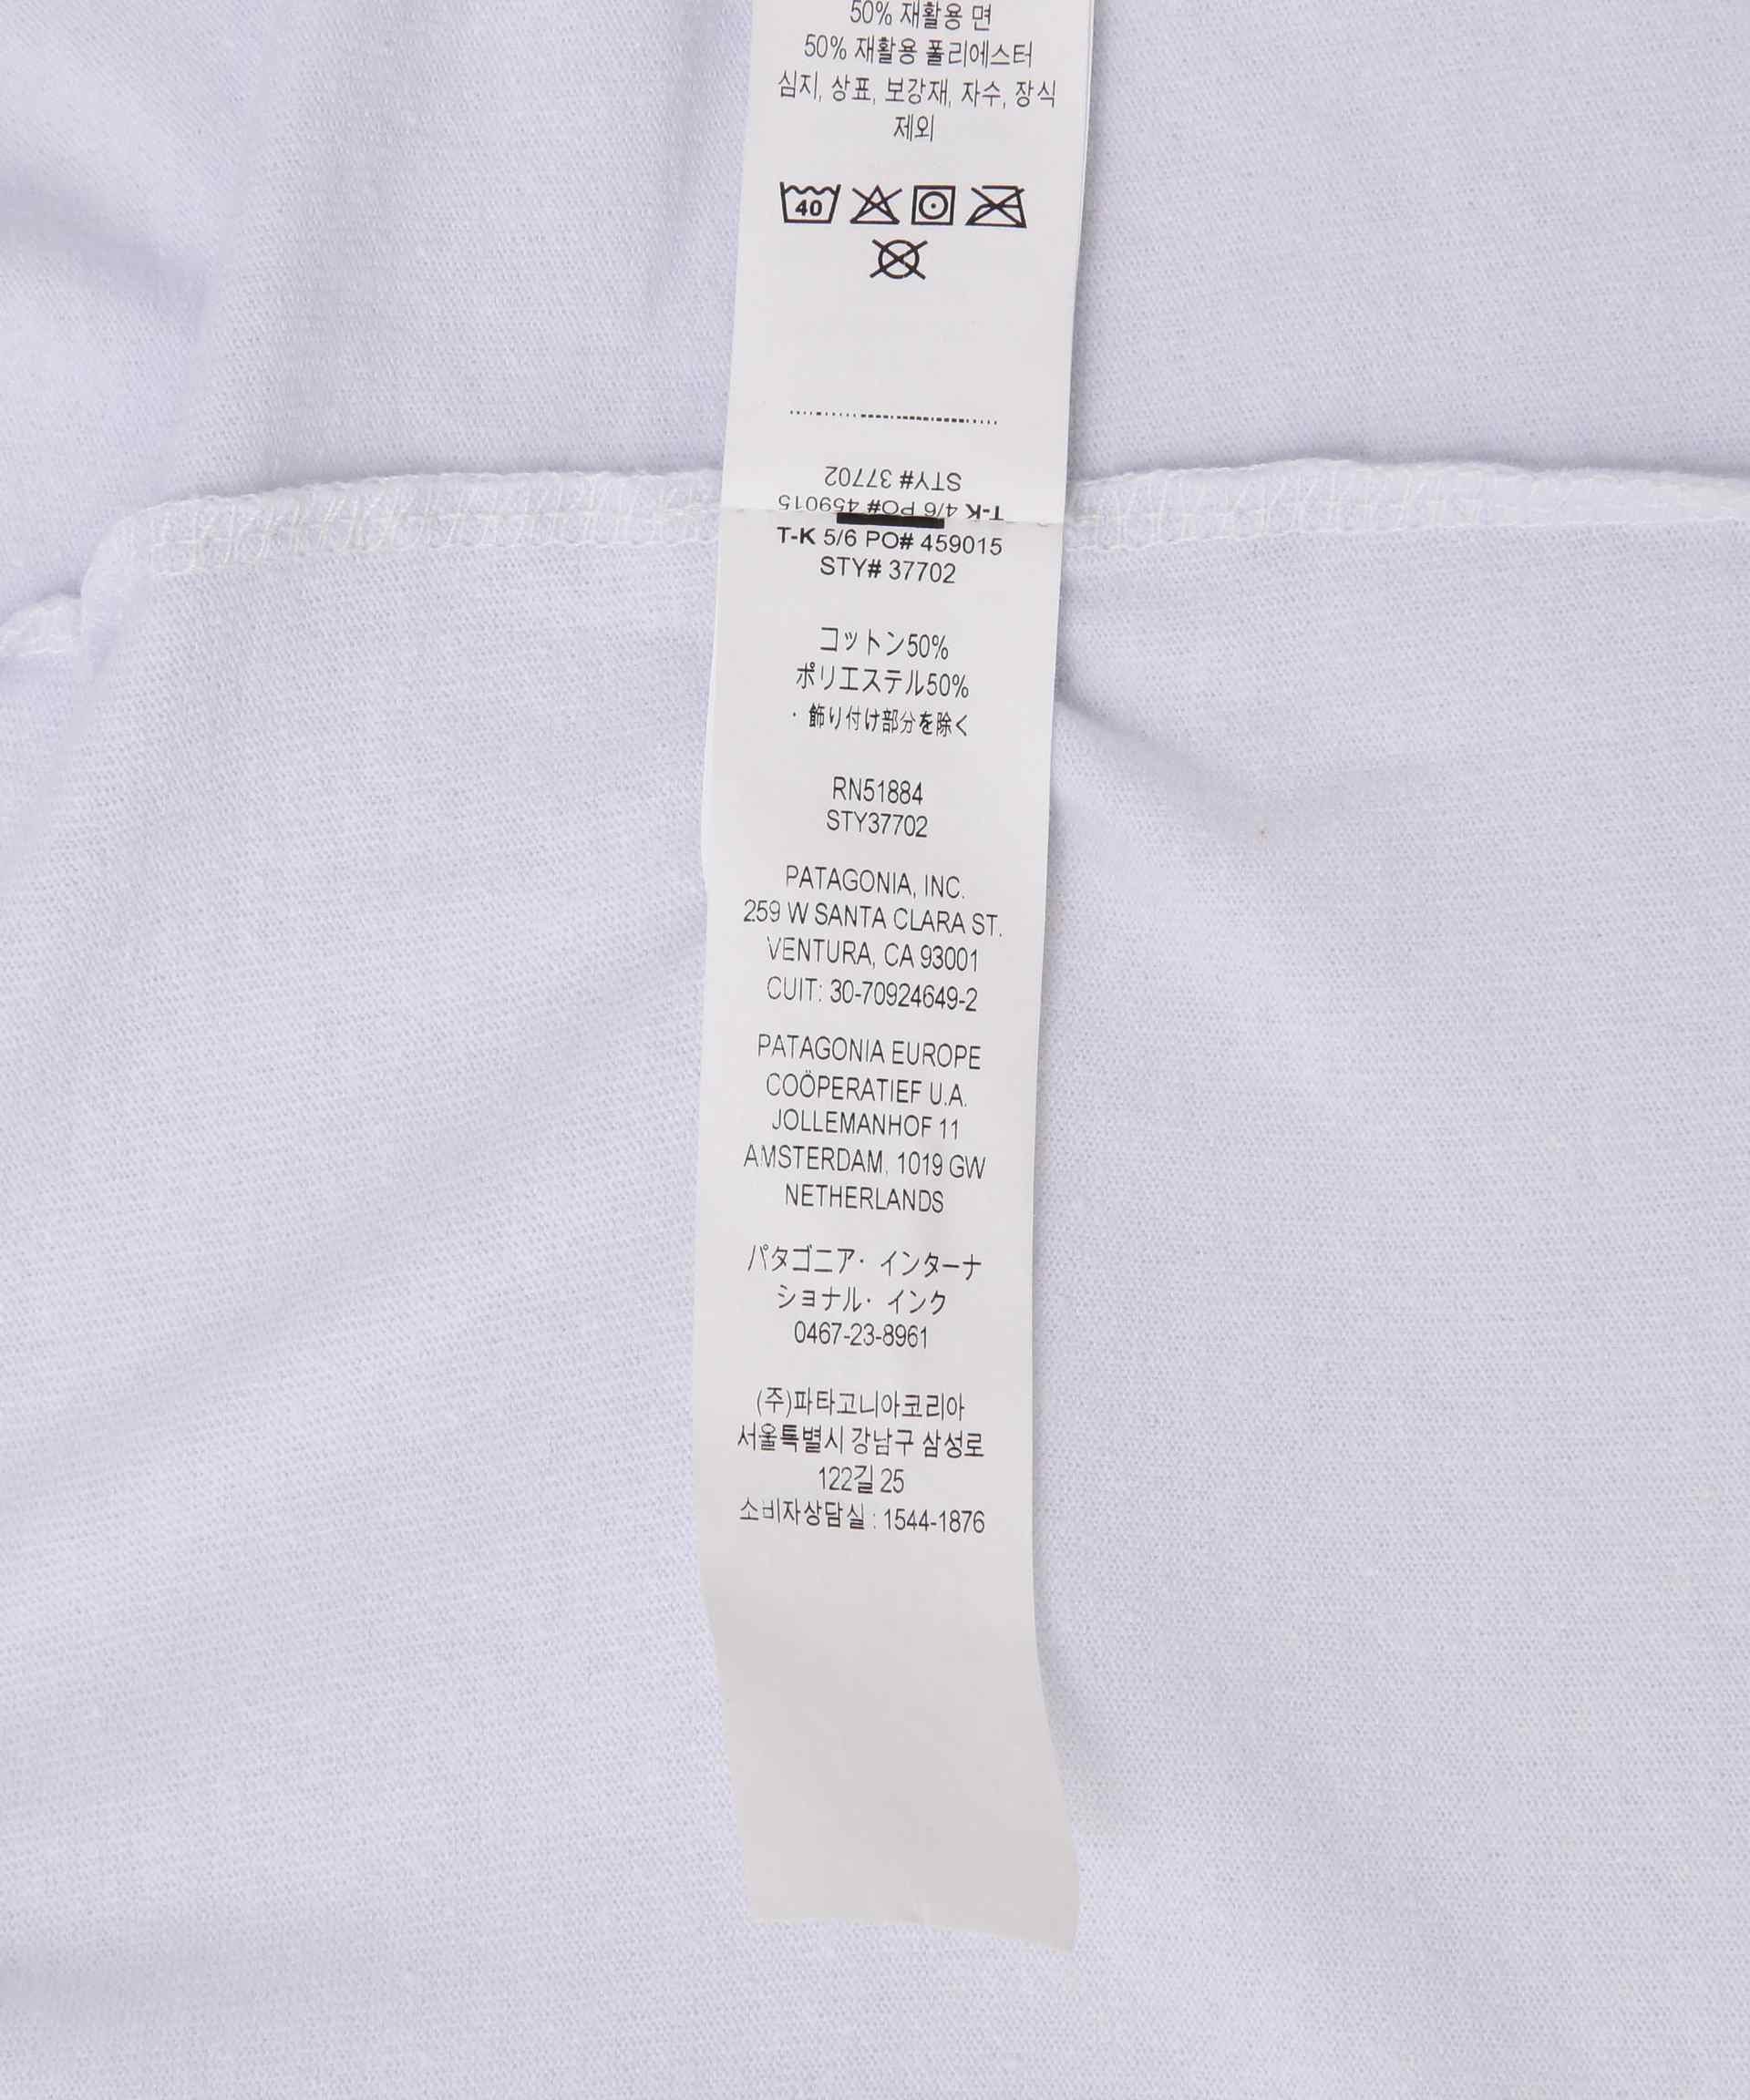 50% 재활용 면
50% 재활용 폴리에스터
심지, 상표, 보강재, 자수, 장식
제외
40
STY# 37702
T-K 4/6 PO# 459015
T-K 5/6 PO# 459015
STY# 37702
コットン50%
ポリエステル50%
・飾り付け部分を除く
RN51884
STY37702
PATAGONIA, INC.
259 W SANTA CLARA ST.
VENTURA, CA 93001
CUIT: 30-70924649-2
PATAGONIA EUROPE
COÖPERATIEF U.A.
JOLLEMANHOF 11
AMSTERDAM, 1019 GW
NETHERLANDS
パタゴニア・インターナ
ショナル・インク
0467-23-8961
(주)파타고니아코리아
서울특별시 강남구 삼성로
122길 25
소비자상담실 : 1544-1876